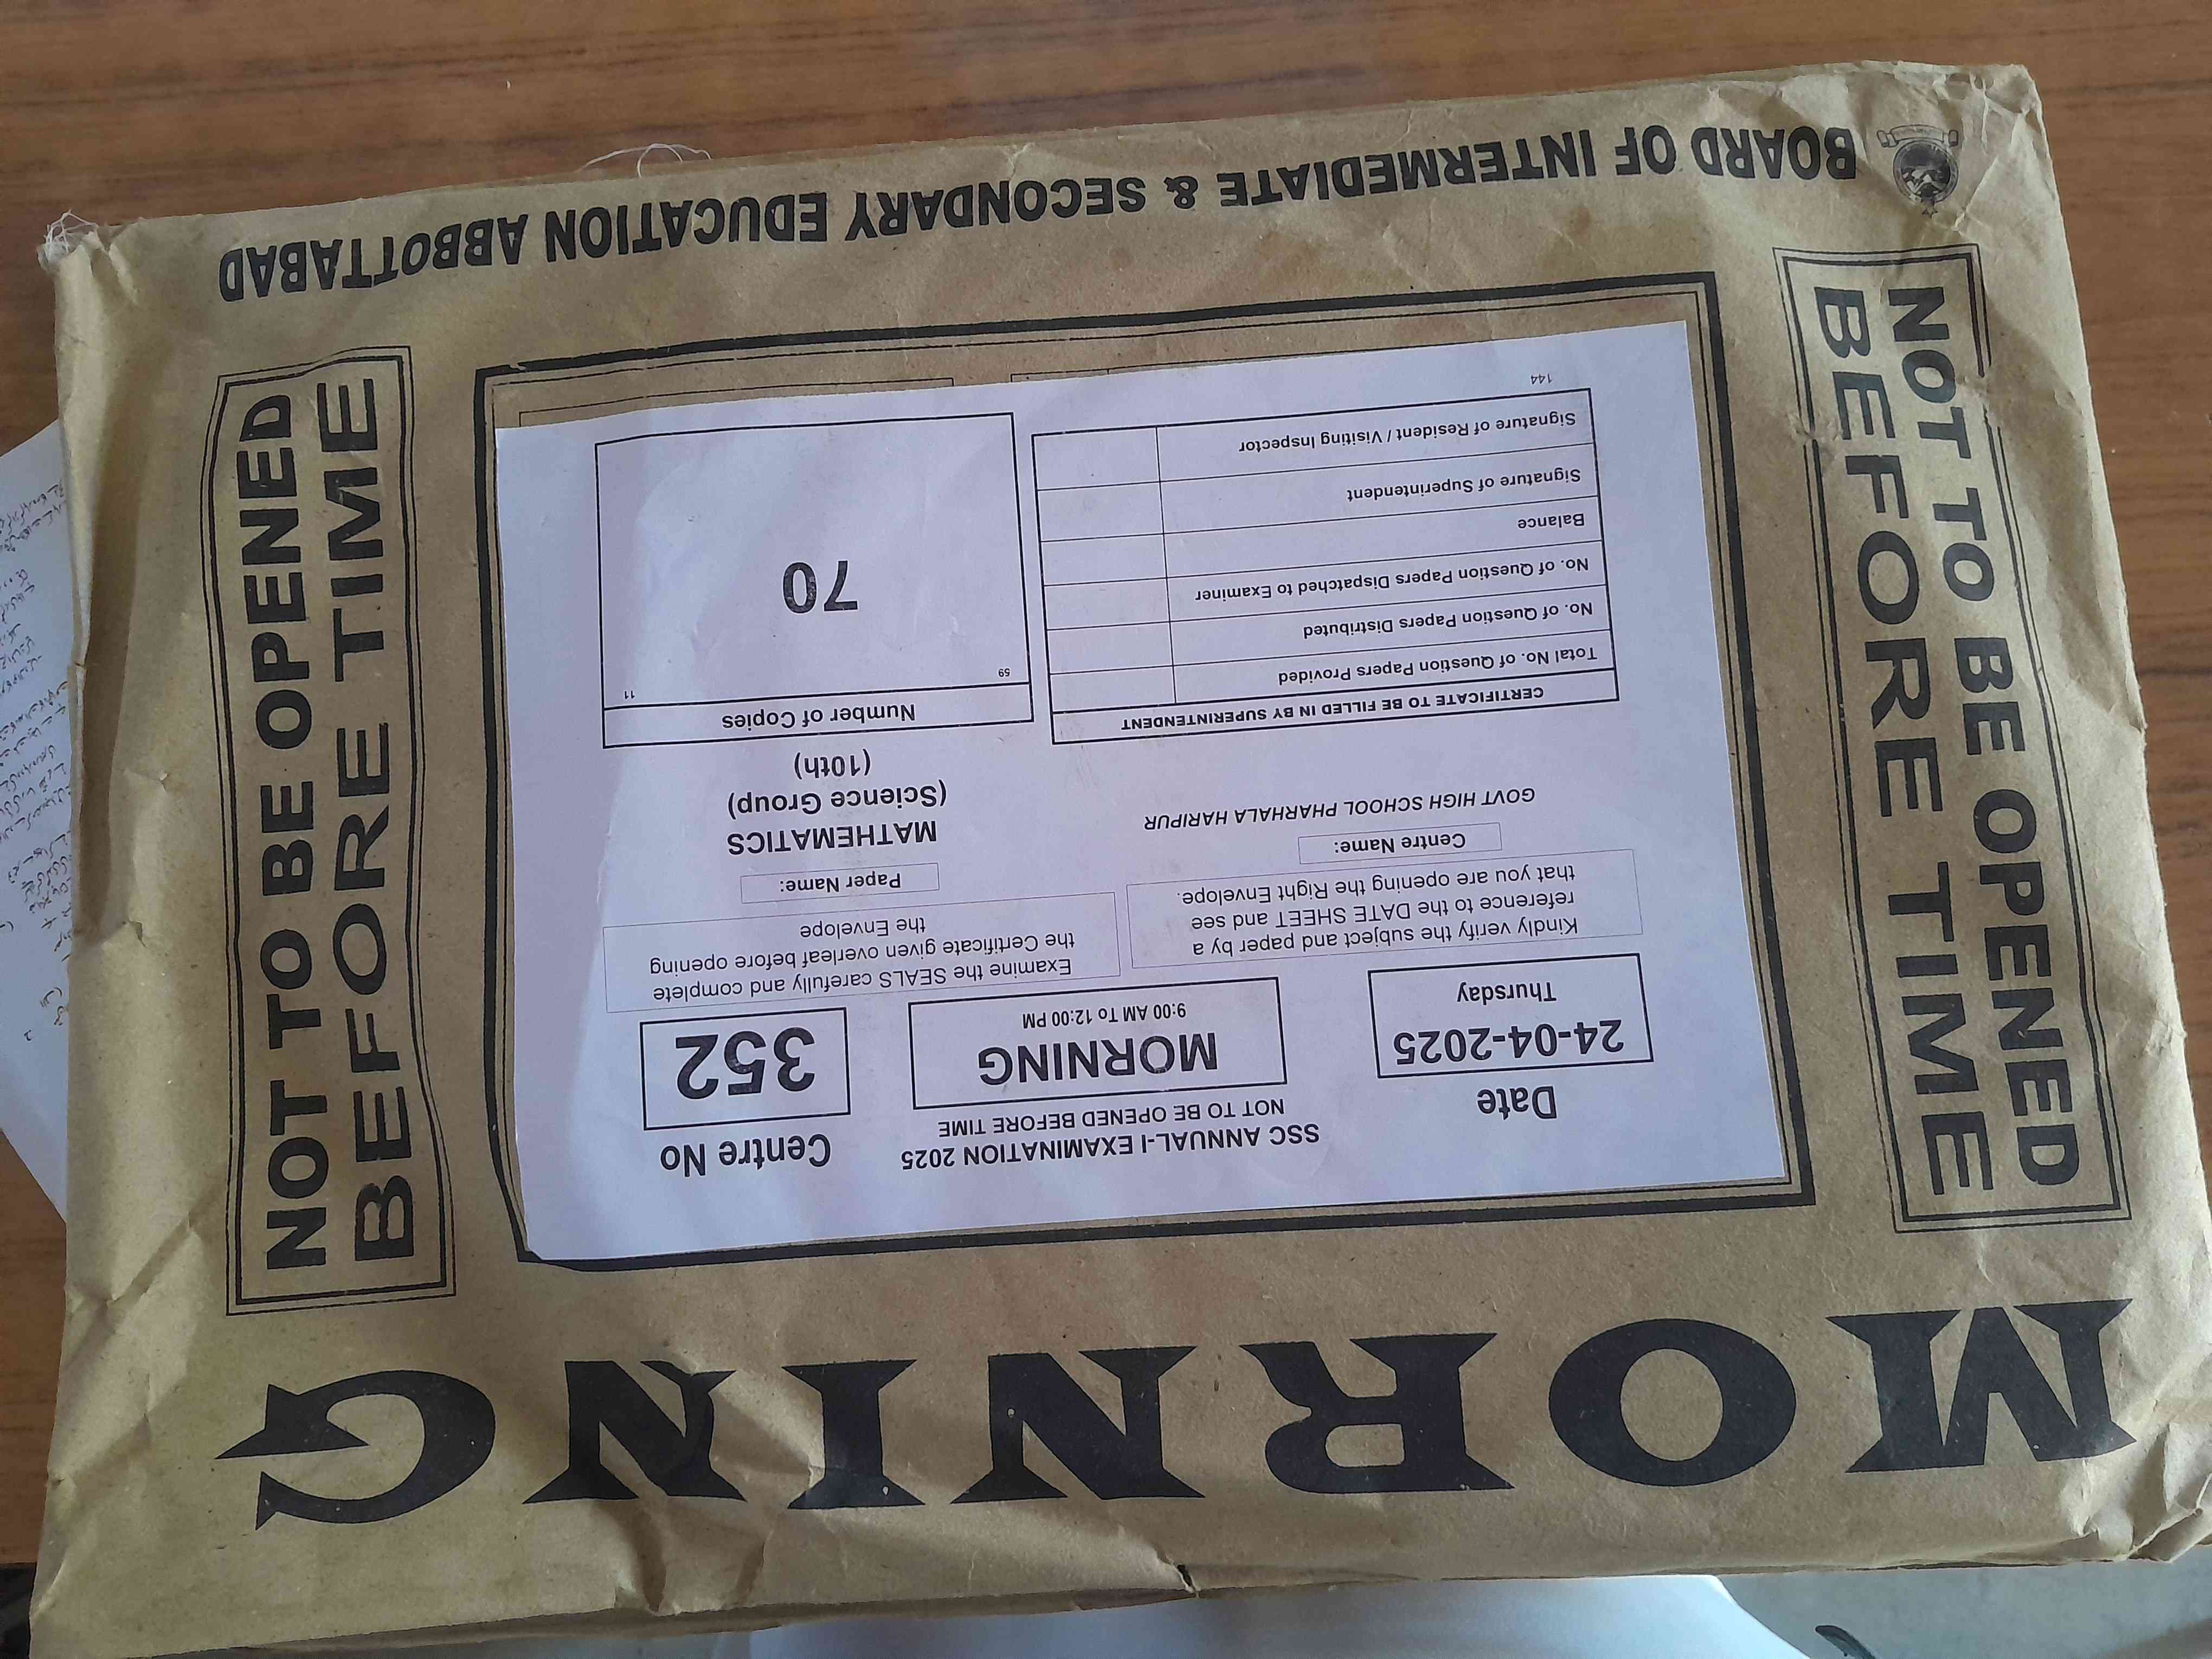 MORNING
NOT TO BE OPENED
BEFORE TIME
SSC ANNUAL-I EXAMINATION 2025
NOT TO BE OPENED BEFORE TIME
Date
24-04-2025
Thursday
MORNING
9:00 AM To 12:00 PM
Centre No
352
Kindly verify the subject and paper by a
reference to the DATE SHEET and see
that you are opening the Right Envelope.
Examine the SEALS carefully and complete
the Certificate given overleaf before opening
the Envelope
Centre Name:
GOVT HIGH SCHOOL PHARHALA HARIPUR
Paper Name:
MATHEMATICS
(Science Group)
(10th)
CERTIFICATE TO BE FILLED IN BY SUPERINTENDENT
Total No. of Question Papers Provided
No. of Question Papers Distributed
No. of Question Papers Dispatched to Examiner
Balance
Signature of Superintendent
Signature of Resident / Visiting Inspector
144
Number of Copies
59
11
70
NOT TO BE OPENED
BEFORE TIME
BOARD OF INTERMEDIATE & SECONDARY EDUCATION ABBOTTABAD